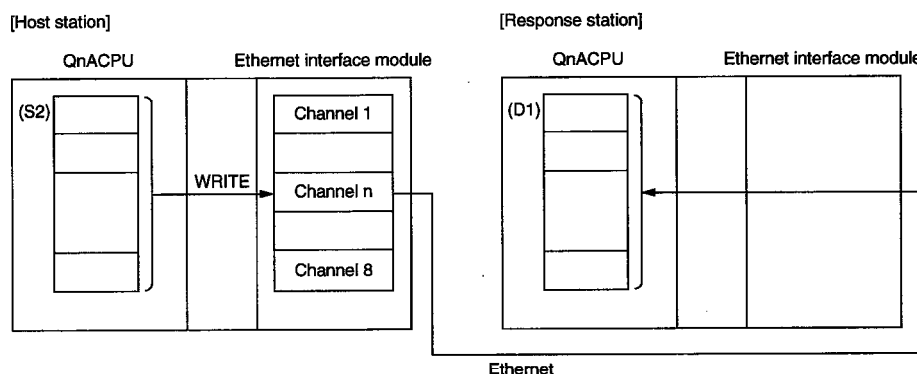 [Host station]
[Response station]
QnACPU
Ethernet interface module
QnACPU
Ethernet interface module
(S2)
Channel 1
(D1)
WRITE
Channel n
Channel 8
Ethernet